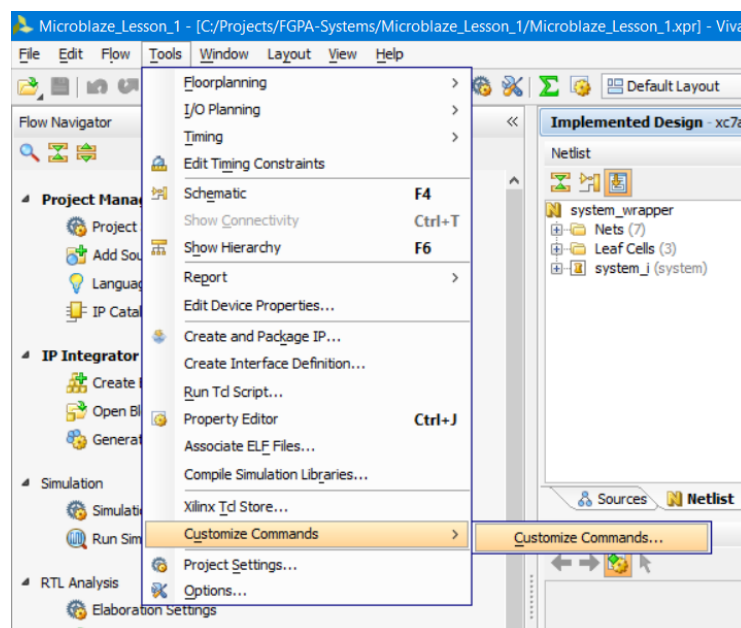 Microblaze_Lesson_1 - [C:/Projects/FGPA-Systems/Microblaze_Lesson_1/Microblaze_Lesson_1.xpr] - Viva
File Edit Flow Tools Window Layout View Help
Default Layout
Flow Navigator
Project Manag
Project
Add Sou
Languag
IP Catal
IP Integrator
Create
Open Bl
Generat
Simulation
Simulati
Run Sim
RTL Analysis
Elaboration Settings
Floorplanning
I/O Planning
Timing
Edit Timing Constraints
Schematic F4
Show Connectivity Ctrl+T
Show Hierarchy F6
Report
Edit Device Properties...
Create and Package IP...
Create Interface Definition...
Run Tcl Script...
Property Editor Ctrl+J
Associate ELF Files...
Compile Simulation Libraries...
Xilinx Tcl Store...
Customize Commands
Project Settings...
Options...
Customize Commands...
Implemented Design - xc7a
Netlist
system_wrapper
Nets (7)
Leaf Cells (3)
system_i (system)
Sources Netlist